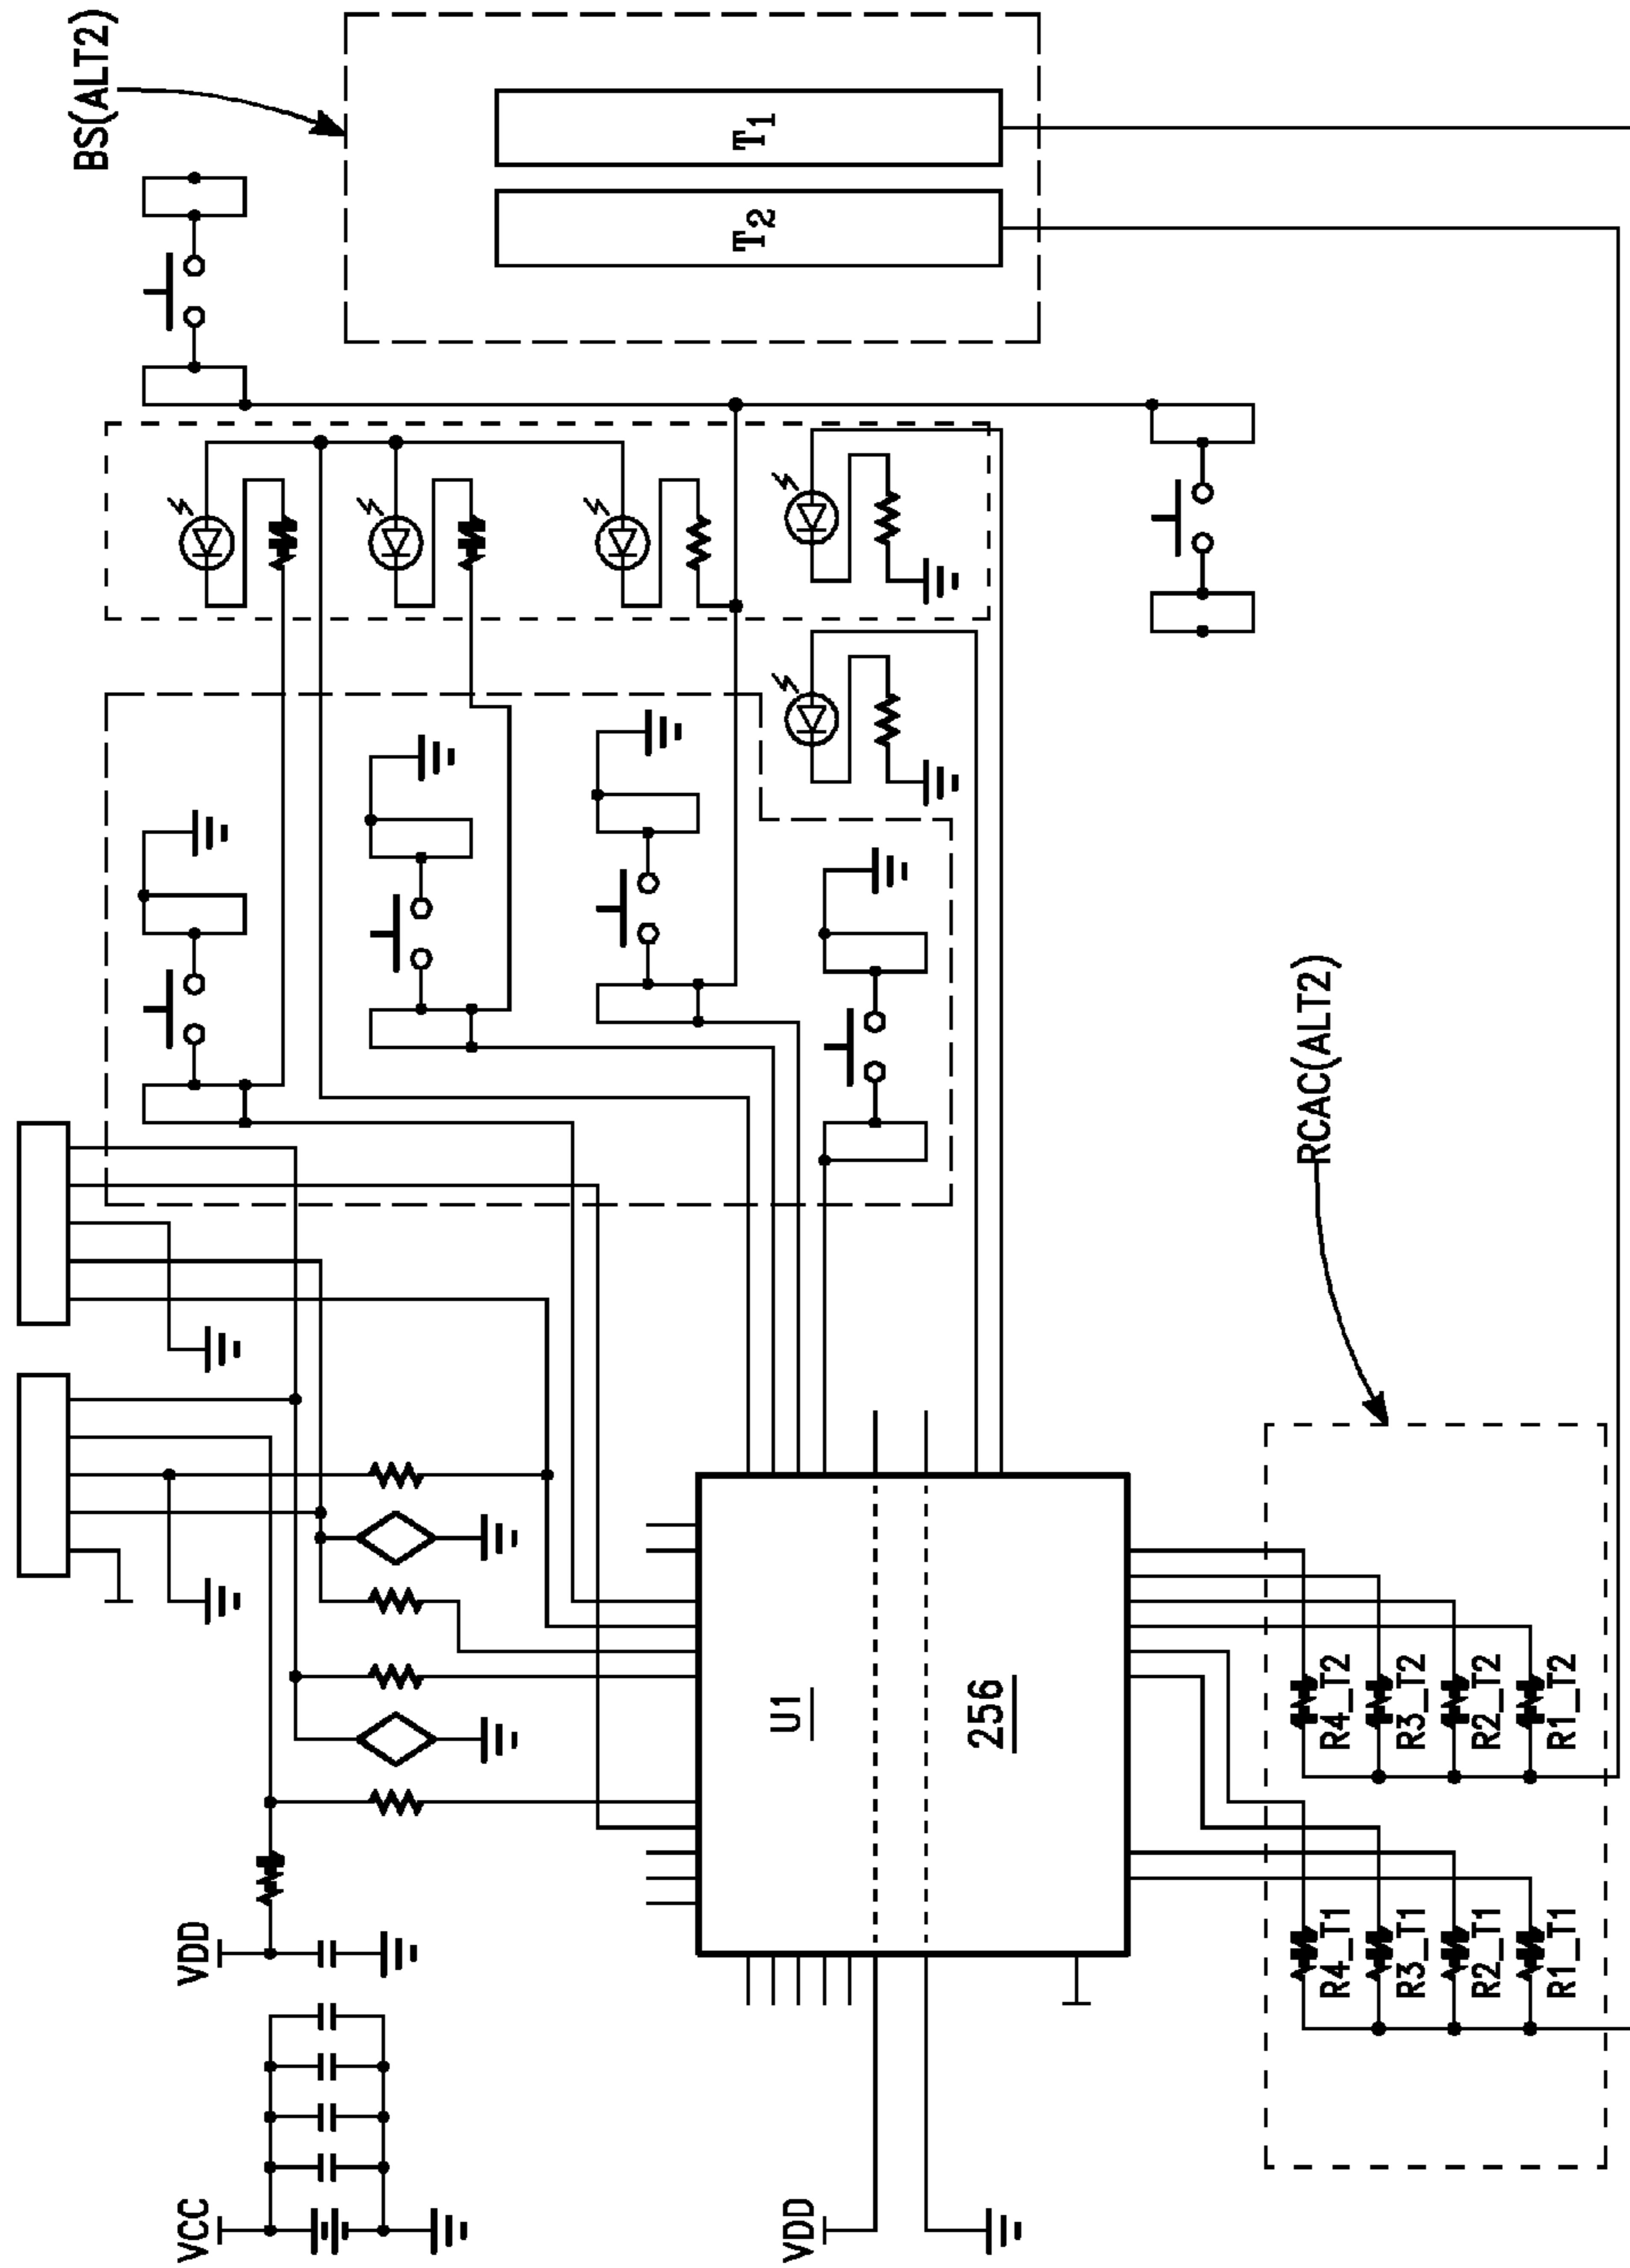 BS(ALT2)
T1
T2
RCAC(ALT2)
U1
256
VDD
VCC
VDD
R4_T2
R3_T2
R2_T2
R1_T2
R4_T1
R3_T1
R2_T1
R1_T1